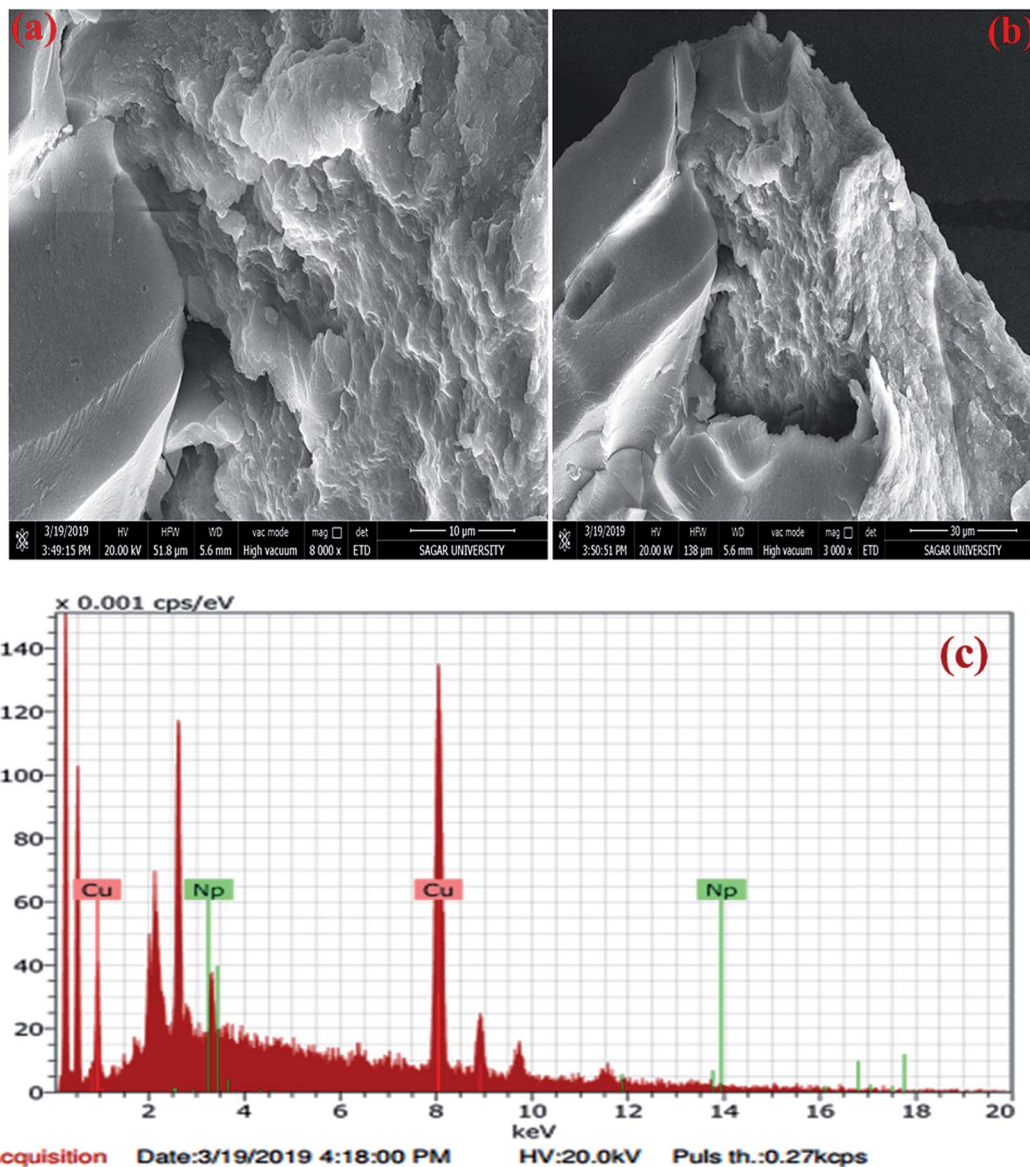 (a)
(b)
3/19/2019 HV HFW WD vac mode mag det
3:49:15 PM 20.00 kV 51.8 µm 5.6 mm High vacuum 8 000 x ETD
10 µm
SAGAR UNIVERSITY
3/19/2019 HV HFW WD vac mode mag det
3:50:51 PM 20.00 kV 138 µm 5.6 mm High vacuum 3 000 x ETD
30 µm
SAGAR UNIVERSITY
x 0.001 cps/eV
(c)
140
120
100
80
60
40
20
0
Cu Np Cu Np
2 4 6 8 10 12 14 16 18 20
keV
cquisition Date:3/19/2019 4:18:00 PM HV:20.0kV Puls th.:0.27kcps